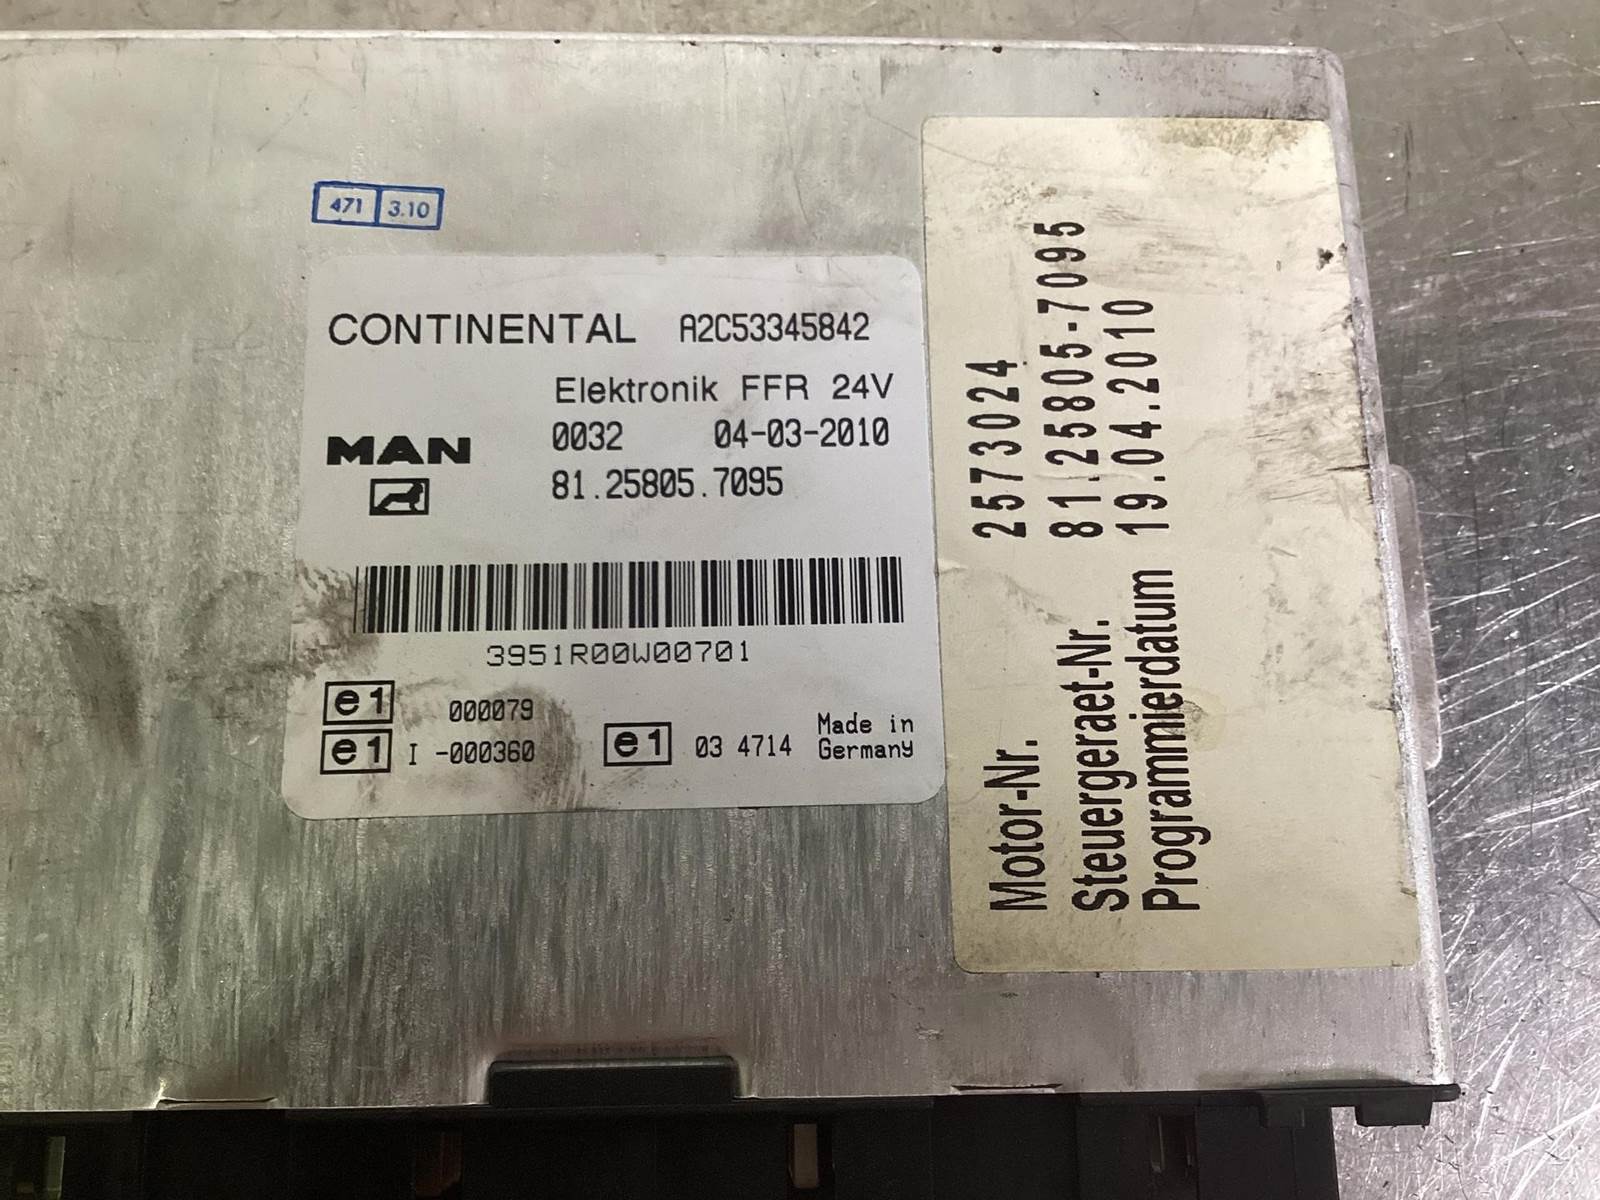 471 3.10
CONTINENTAL A2C53345842
Elektronik FFR 24V
0032 04-03-2010
MAN
81.25805.7095
3951R00W00701
e1 000079
e1 I -000360
e1 03 4714
Made in
Germany
Motor-Nr. 2573024
Steuergeraet-Nr. 81.25805-7095
Programmierdatum 19.04.2010